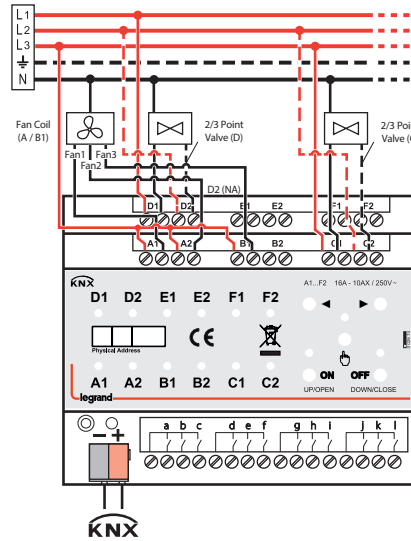 L1
L2
L3
N
Fan Coil
(A / B1)
2/3 Point
Valve (D)
2/3 Poi
Valve (C
Fan1 Fan3
Fan2
D2 (NA)
D1 D2 E1 E2 F1 F2
A1 A2 B1 B2 C1 C2
KNX
A1...F2 16A - 10AX / 250V~
D1 D2 E1 E2 F1 F2
Physical Address
CE
A1 A2 B1 B2 C1 C2
ON OFF
UP/OPEN DOWN/CLOSE
legrand
a b c d e f g h i j k l
− +
KNX